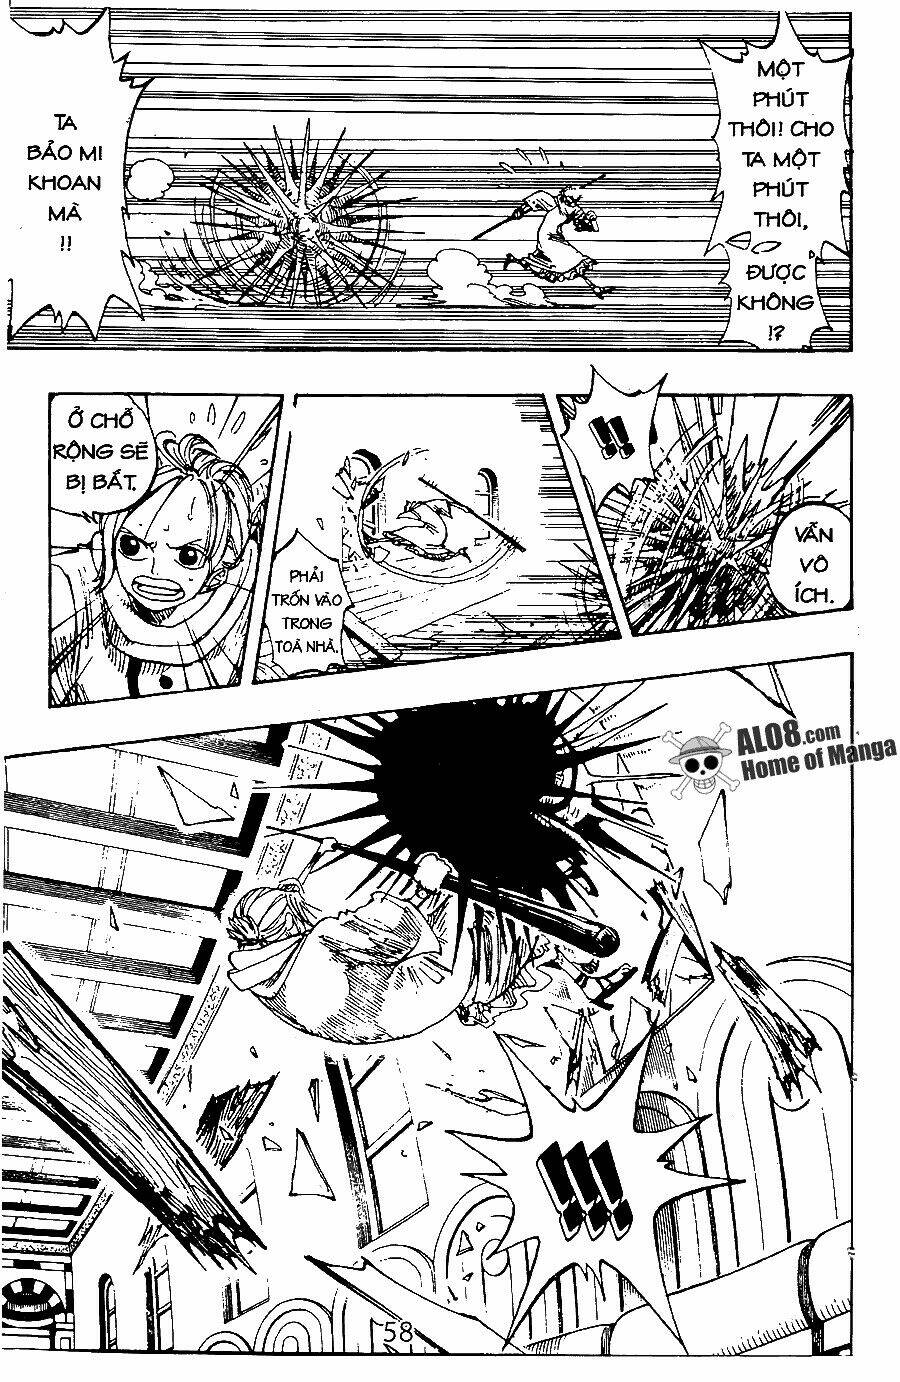 MỘT
PHÚT
THÔI! CHO
TA MỘT
PHÚT
THÔI,
ĐƯỢC
KHÔNG
!?
TA
BẢO MI
KHOAN
MÀ
!!
!!
VẪN
VÔ
ÍCH.
PHẢI
TRỐN VÀO
TRONG
TOÀ NHÀ.
Ở CHỖ
RỘNG SẼ
BỊ BẮT.
ALO8.com
Home of Manga
!!!
58